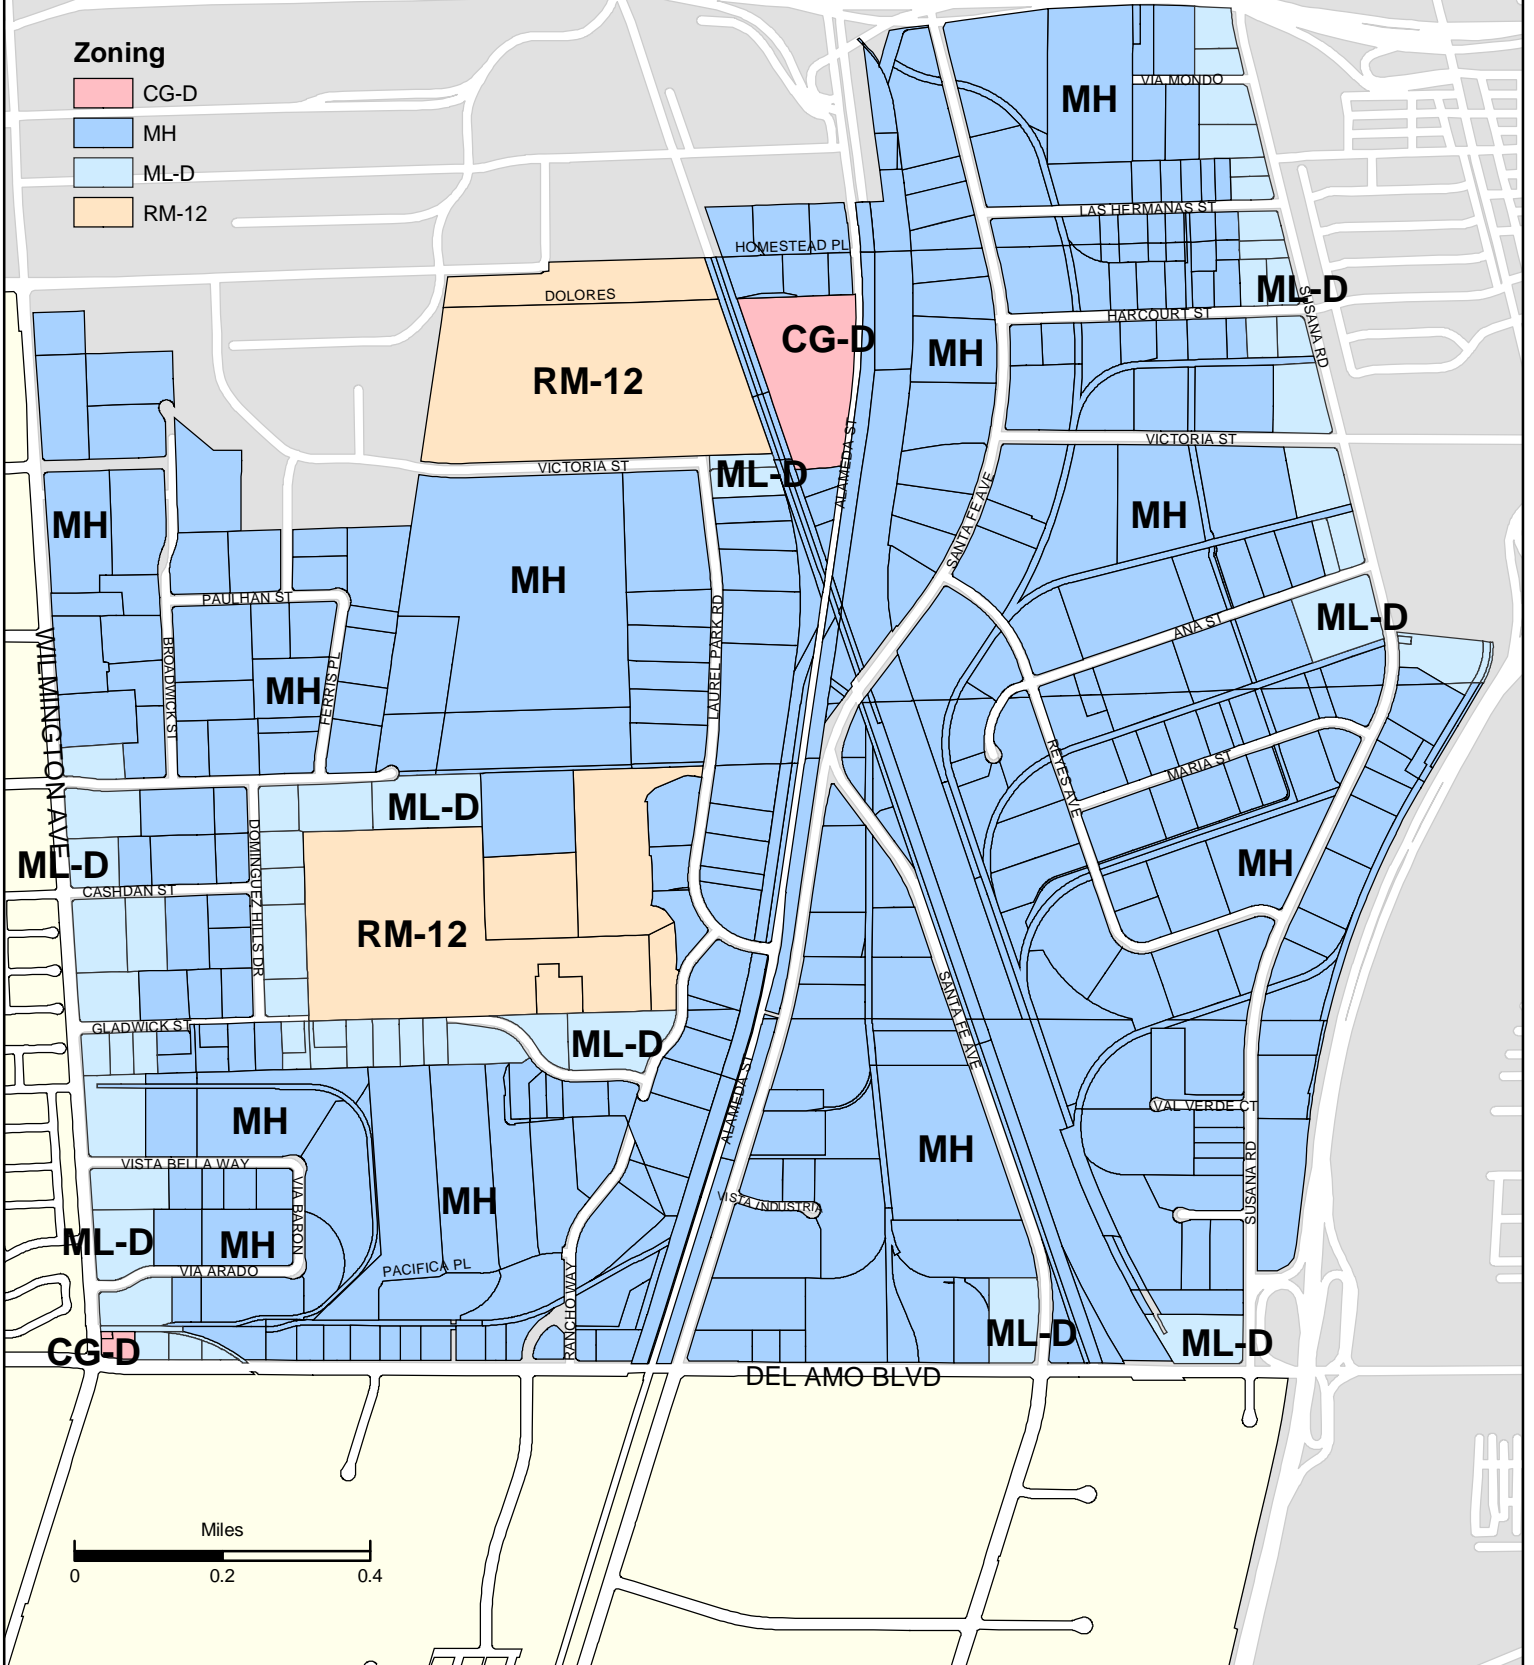 Zoning
CG-D
MH
ML-D
RM-12
MH
VIA MONDO
LAS HERMANAS ST
HOMESTEAD PL
DOLORES
ML-D
SUSANA RD
HARCOURT ST
CG-D
MH
RM-12
ALAMEDA ST
VICTORIA ST
VICTORIA ST
ML-D
SANTA FE AVE
MH
MH
MH
PAULHAN ST
LAUREL PARK RD
ANA ST
ML-D
WILMINGTON AVE
BROADWICK ST
FERRIS PL
MH
REYES AVE
MARIA ST
ML-D
DOMINGUEZ HILLS DR
ML-D
CASHDAN ST
MH
RM-12
SANTA FE AVE
GLADWICK ST
ML-D
ALAMEDA ST
VAL VERDE CT
MH
MH
SUSANA RD
VISTA BELLA WAY
VIA BARON
MH
VISTA INDUSTRIA
ML-D
MH
VIA ARADO
PACIFICA PL
RANCHO WAY
ML-D
ML-D
CG-D
DEL AMO BLVD
Miles
0 0.2 0.4